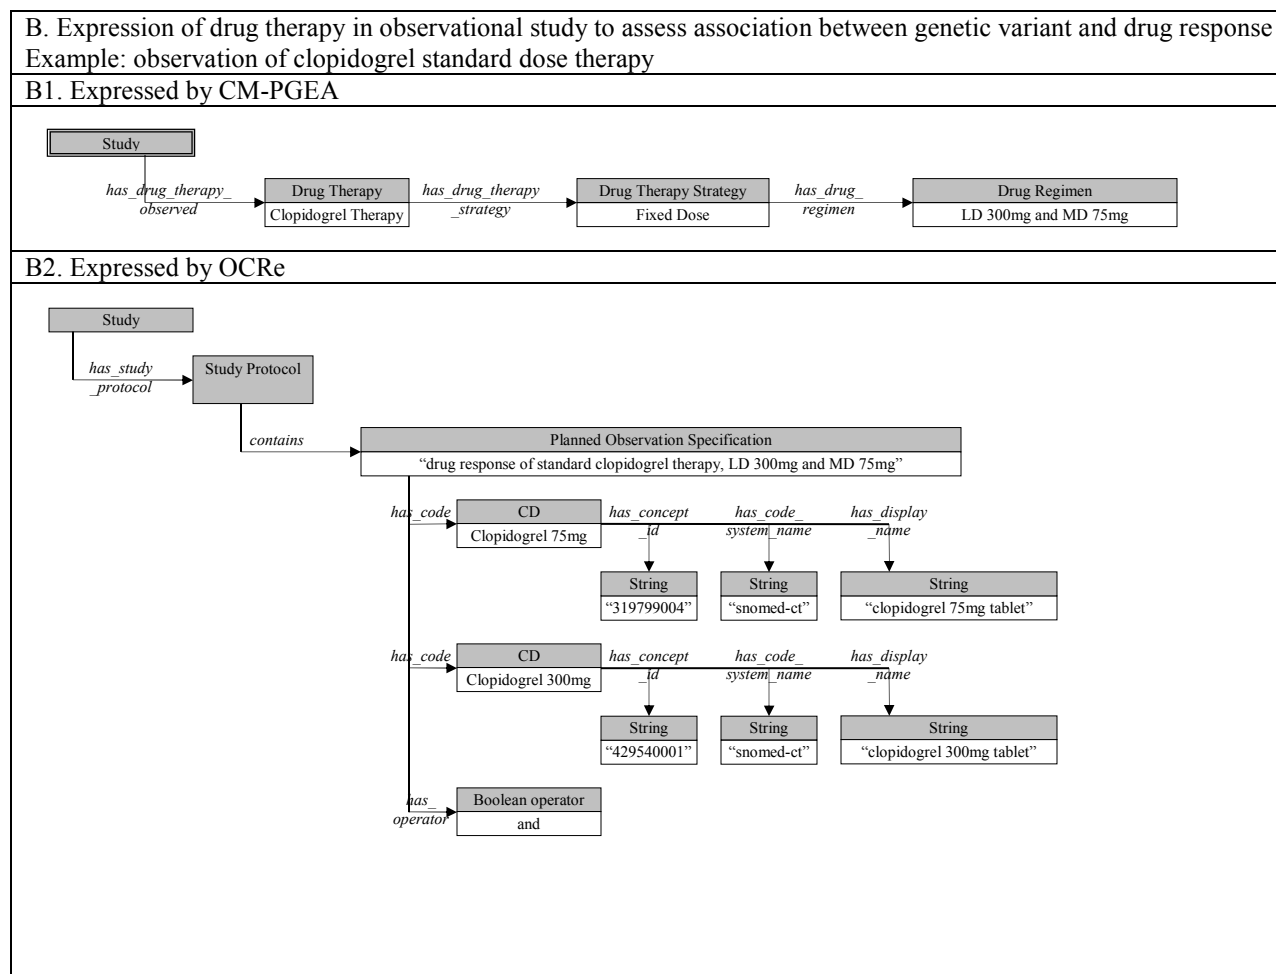 B. Expression of drug therapy in observational study to assess association between genetic variant and drug response
Example: observation of clopidogrel standard dose therapy
B1. Expressed by CM-PGEA
Study
has_drug_therapy_
observed
Drug Therapy
Clopidogrel Therapy
has_drug_therapy
_strategy
Drug Therapy Strategy
Fixed Dose
has_drug_
regimen
Drug Regimen
LD 300mg and MD 75mg
B2. Expressed by OCRe
Study
has_study
_protocol
Study Protocol
contains
Planned Observation Specification
“drug response of standard clopidogrel therapy, LD 300mg and MD 75mg”
has_code
CD
Clopidogrel 75mg
has_concept
_id
has_code_
system_name
has_display
_name
String
“319799004”
String
“snomed-ct”
String
“clopidogrel 75mg tablet”
has_code
CD
Clopidogrel 300mg
has_concept
_id
has_code_
system_name
has_display
_name
String
“429540001”
String
“snomed-ct”
String
“clopidogrel 300mg tablet”
has_
operator
Boolean operator
and